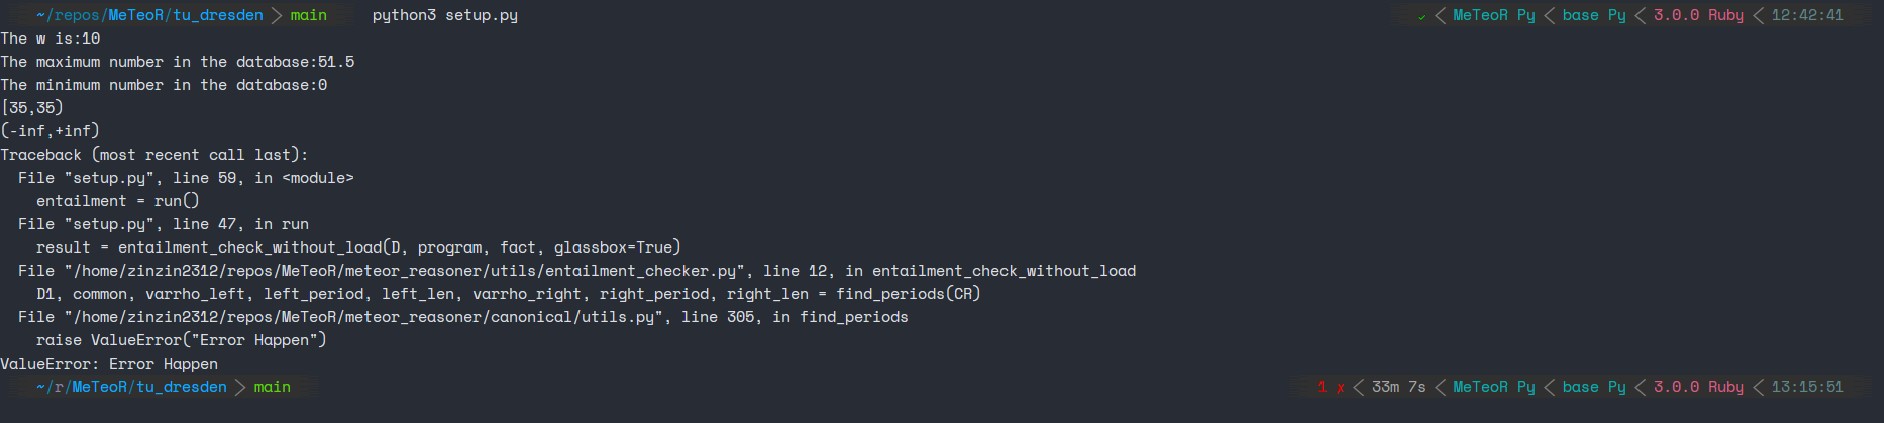 ~/repos/MeTeoR/tu_dresden > main python3 setup.py ✓ < MeTeoR Py < base Py < 3.0.0 Ruby < 12:42:41
The w is:10
The maximum number in the database:51.5
The minimum number in the database:0
[35,35)
(-inf,+inf)
Traceback (most recent call last):
  File "setup.py", line 59, in <module>
    entailment = run()
  File "setup.py", line 47, in run
    result = entailment_check_without_load(D, program, fact, glassbox=True)
  File "/home/zinzin2312/repos/MeTeoR/meteor_reasoner/utils/entailment_checker.py", line 12, in entailment_check_without_load
    D1, common, varrho_left, left_period, left_len, varrho_right, right_period, right_len = find_periods(CR)
  File "/home/zinzin2312/repos/MeTeoR/meteor_reasoner/canonical/utils.py", line 305, in find_periods
    raise ValueError("Error Happen")
ValueError: Error Happen
~/r/MeTeoR/tu_dresden > main 1 ✗ < 33m 7s < MeTeoR Py < base Py < 3.0.0 Ruby < 13:15:51